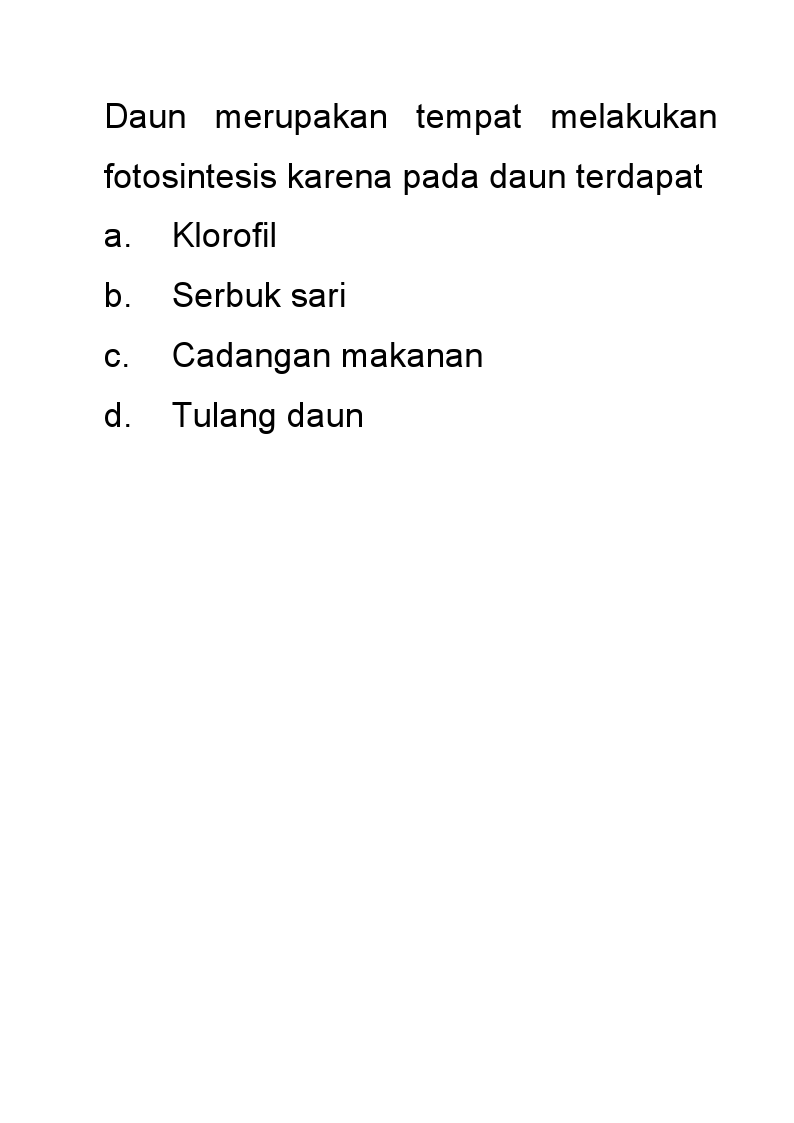 Daun merupakan tempat melakukan
fotosintesis karena pada daun terdapat
a. Klorofil
b. Serbuk sari
c. Cadangan makanan
d. Tulang daun